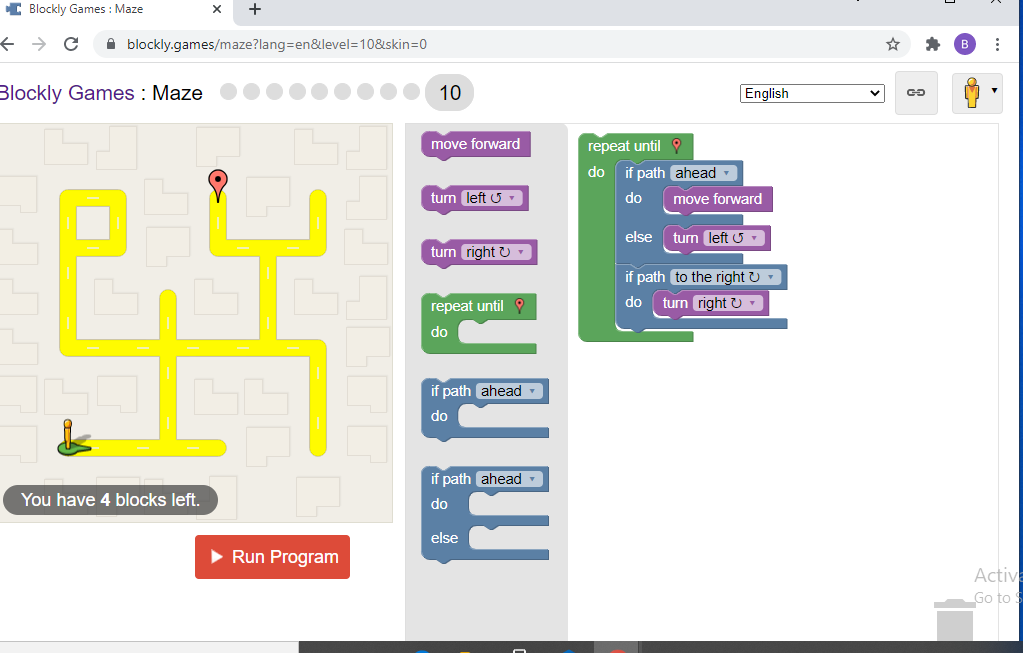 Blockly Games : Maze
blockly.games/maze?lang=en&level=10&skin=0
B
Blockly Games : Maze
10
English
move forward
turn left ↺
turn right ↻
repeat until
do
if path ahead
do
if path ahead
do
else
repeat until
do
if path ahead
do
move forward
else
turn left ↺
if path to the right ↻
do
turn right ↻
You have 4 blocks left.
Run Program
Go to